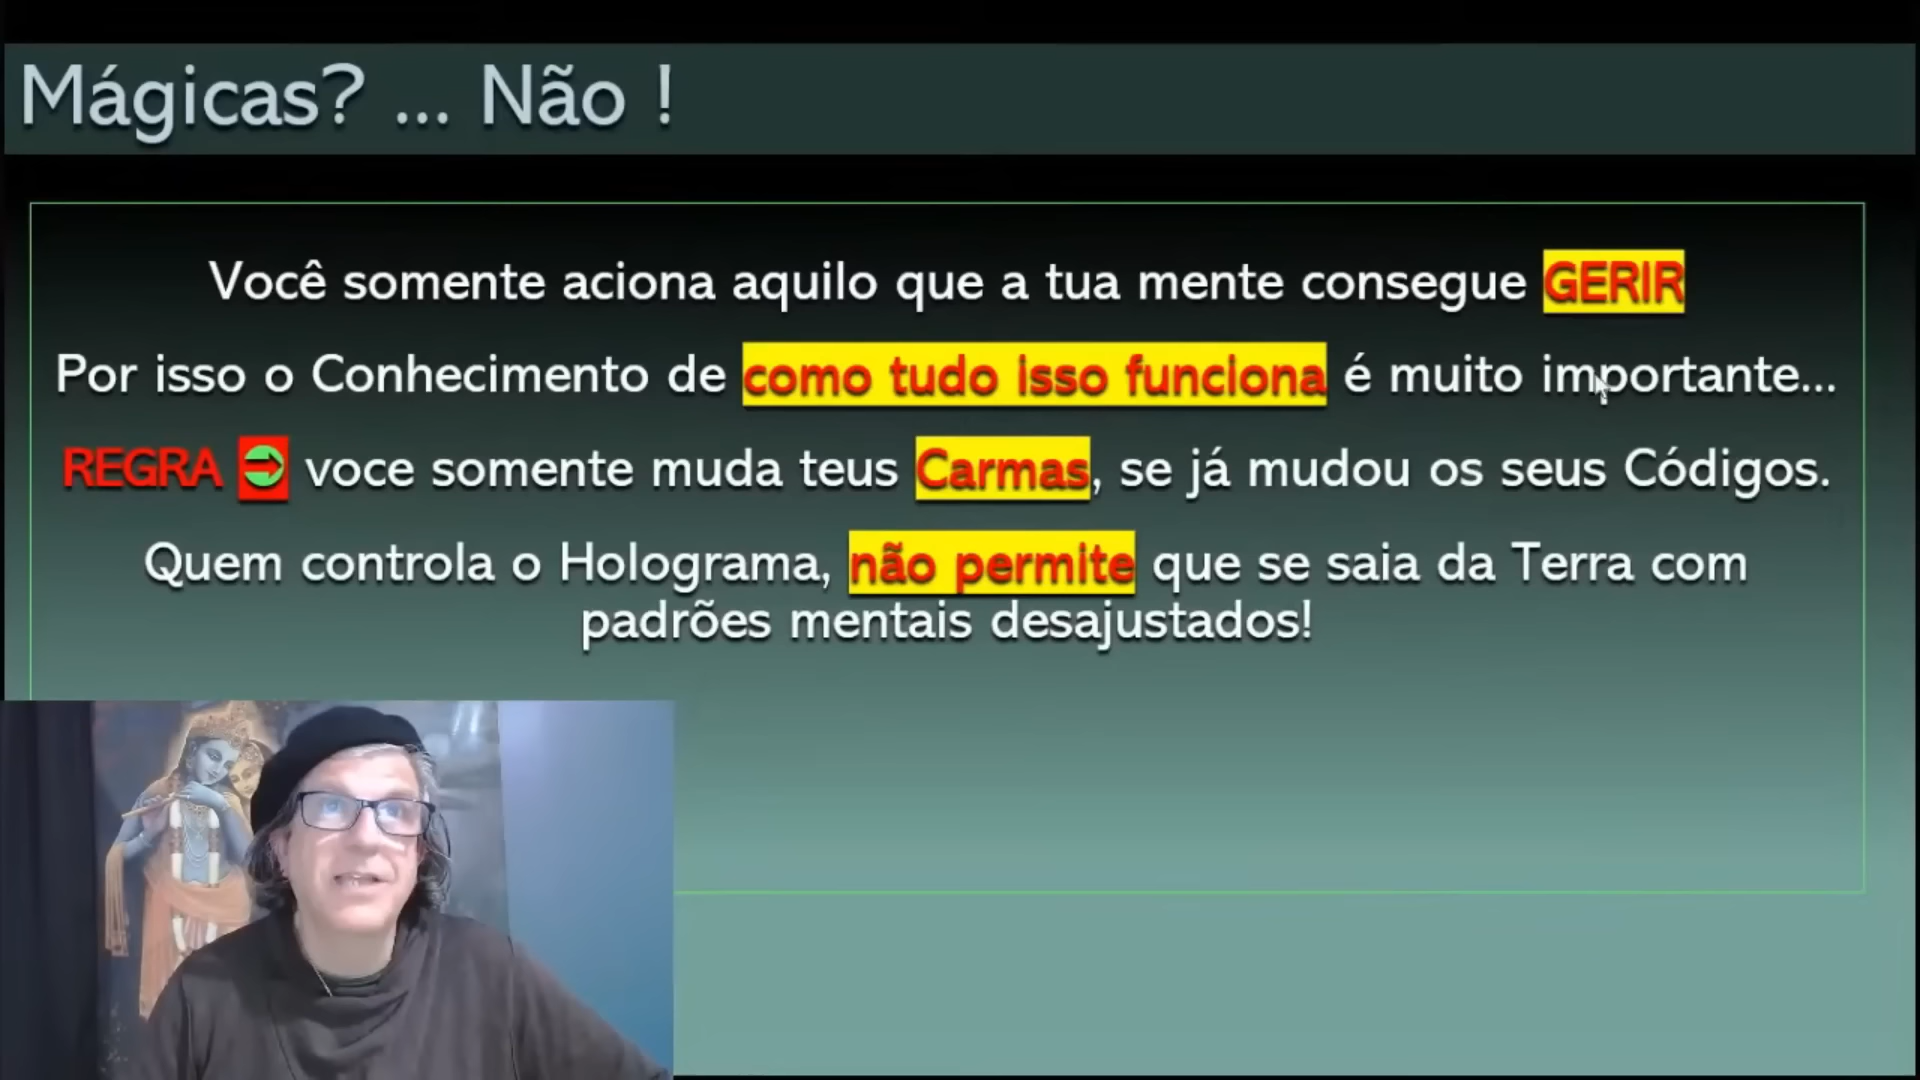 Mágicas? ... Não !
Você somente aciona aquilo que a tua mente consegue GERIR
Por isso o Conhecimento de como tudo isso funciona é muito importante...
REGRA voce somente muda teus Carmas, se já mudou os seus Códigos.
Quem controla o Holograma, não permite que se saia da Terra com
padrões mentais desajustados!